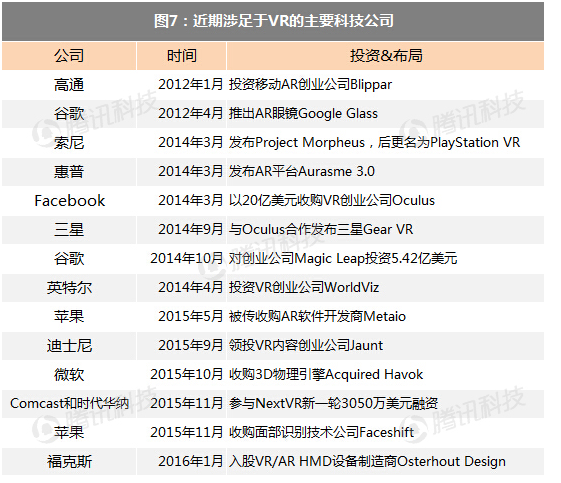 图7：近期涉足于VR的主要科技公司
公司 时间 投资&布局
高通 2012年1月 投资移动AR创业公司Blippar
谷歌 2012年4月 推出AR眼镜Google Glass
索尼 2014年3月 发布Project Morpheus，后更名为PlayStation VR
惠普 2014年3月 发布AR平台Aurasme 3.0
Facebook 2014年3月 以20亿美元收购VR创业公司Oculus
三星 2014年9月 与Oculus合作发布三星Gear VR
谷歌 2014年10月 对创业公司Magic Leap投资5.42亿美元
英特尔 2014年4月 投资VR创业公司WorldViz
苹果 2015年5月 被传收购AR软件开发商Metaio
迪士尼 2015年9月 领投VR内容创业公司Jaunt
微软 2015年10月 收购3D物理引擎Acquired Havok
Comcast和时代华纳 2015年11月 参与NextVR新一轮3050万美元融资
苹果 2015年11月 收购面部识别技术公司Faceshift
福克斯 2016年1月 入股VR/AR HMD设备制造商Osterhout Design
腾讯科技
腾讯科技
腾讯科技
腾讯科技
腾讯科技